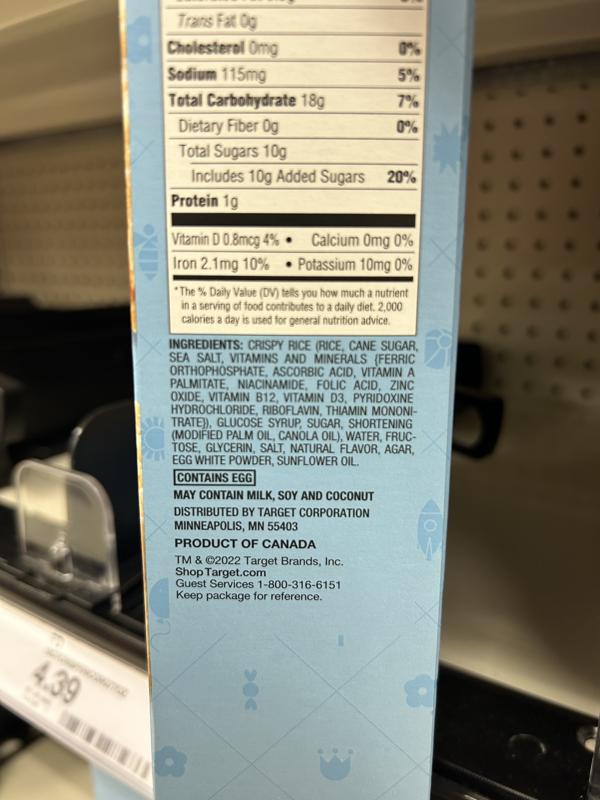 Trans Fat 0g
Cholesterol 0mg 0%
Sodium 115mg 5%
Total Carbohydrate 18g 7%
Dietary Fiber 0g 0%
Total Sugars 10g
Includes 10g Added Sugars 20%
Protein 1g
Vitamin D 0.8mcg 4% • Calcium 0mg 0%
Iron 2.1mg 10% • Potassium 10mg 0%
*The % Daily Value (DV) tells you how much a nutrient
in a serving of food contributes to a daily diet. 2,000
calories a day is used for general nutrition advice.
INGREDIENTS: CRISPY RICE (RICE, CANE SUGAR,
SEA SALT, VITAMINS AND MINERALS {FERRIC
ORTHOPHOSPHATE, ASCORBIC ACID, VITAMIN A
PALMITATE, NIACINAMIDE, FOLIC ACID, ZINC
OXIDE, VITAMIN B12, VITAMIN D3, PYRIDOXINE
HYDROCHLORIDE, RIBOFLAVIN, THIAMIN MONONI-
TRATE}), GLUCOSE SYRUP, SUGAR, SHORTENING
(MODIFIED PALM OIL, CANOLA OIL), WATER, FRUC-
TOSE, GLYCERIN, SALT, NATURAL FLAVOR, AGAR,
EGG WHITE POWDER, SUNFLOWER OIL.
CONTAINS EGG
MAY CONTAIN MILK, SOY AND COCONUT
DISTRIBUTED BY TARGET CORPORATION
MINNEAPOLIS, MN 55403
PRODUCT OF CANADA
TM & ©2022 Target Brands, Inc.
ShopTarget.com
Guest Services 1-800-316-6151
Keep package for reference.
4.39